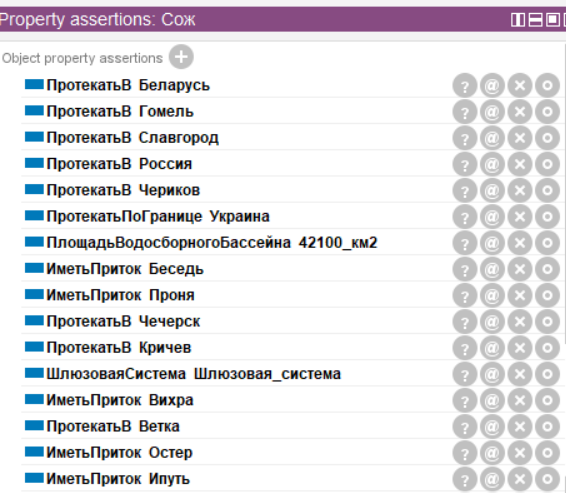 Property assertions: Сож
Object property assertions
ПротекатьВ Беларусь
ПротекатьВ Гомель
ПротекатьВ Славгород
ПротекатьВ Россия
ПротекатьВ Чериков
ПротекатьПоГранице Украина
ПлощадьВодосборногоБассейна 42100_км2
ИметьПриток Беседь
ИметьПриток Проня
ПротекатьВ Чечерск
ПротекатьВ Кричев
ШлюзоваяСистема Шлюзовая_система
ИметьПриток Вихра
ПротекатьВ Ветка
ИметьПриток Остер
ИметьПриток Ипуть